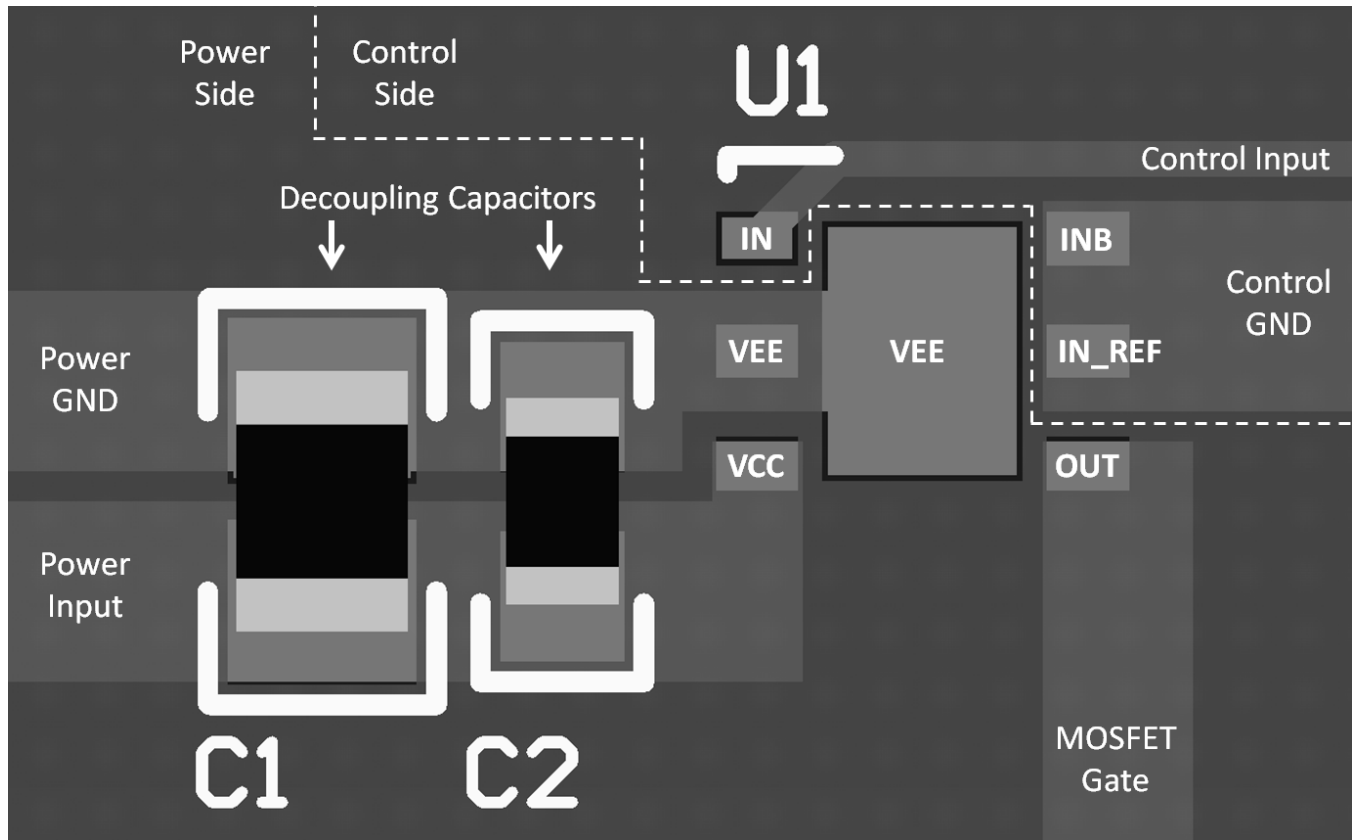 Power
Side
Control
Side
U1
Control Input
Decoupling Capacitors
IN
INB
Control
GND
Power
GND
VEE
VEE
IN_REF
VCC
OUT
Power
Input
MOSFET
Gate
C1
C2